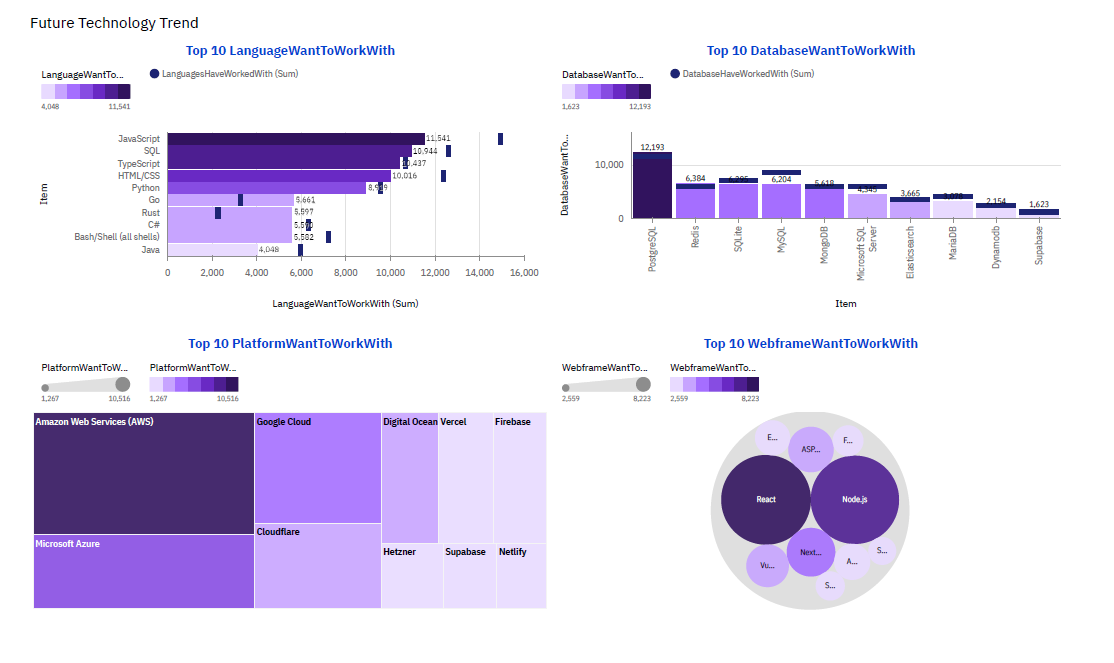 Future Technology Trend
Top 10 LanguageWantToWorkWith
LanguageWantTo...
LanguagesHaveWorkedWith (Sum)
4,048 11,541
Item
JavaScript 11,541
SQL 10,944
TypeScript
HTML/CSS 10,016
Python
Go 5,661
Rust 5,597
C#
Bash/Shell (all shells) 5,582
Java 4,048
0 2,000 4,000 6,000 8,000 10,000 12,000 14,000 16,000
LanguageWantToWorkWith (Sum)
Top 10 DatabaseWantToWorkWith
DatabaseWantTo...
DatabaseHaveWorkedWith (Sum)
1,623 12,193
DatabaseWantTo...
10,000
0
12,193
6,384
6,204
3,665
2,154
1,623
PostgreSQL
Redis
SQLite
MySQL
MongoDB
Microsoft SQL
Server
Elasticsearch
MariaDB
Dynamodb
Supabase
Item
Top 10 PlatformWantToWorkWith
PlatformWantToW...
1,267 10,516
PlatformWantToW...
1,267 10,516
Amazon Web Services (AWS)
Google Cloud
Digital Ocean
Vercel
Firebase
Microsoft Azure
Cloudflare
Hetzner
Supabase
Netlify
Top 10 WebframeWantToWorkWith
WebframeWantTo...
2,559 8,223
WebframeWantTo...
2,559 8,223
E...
ASP...
F...
React
Node.js
Next...
Vu...
A...
S...
S...